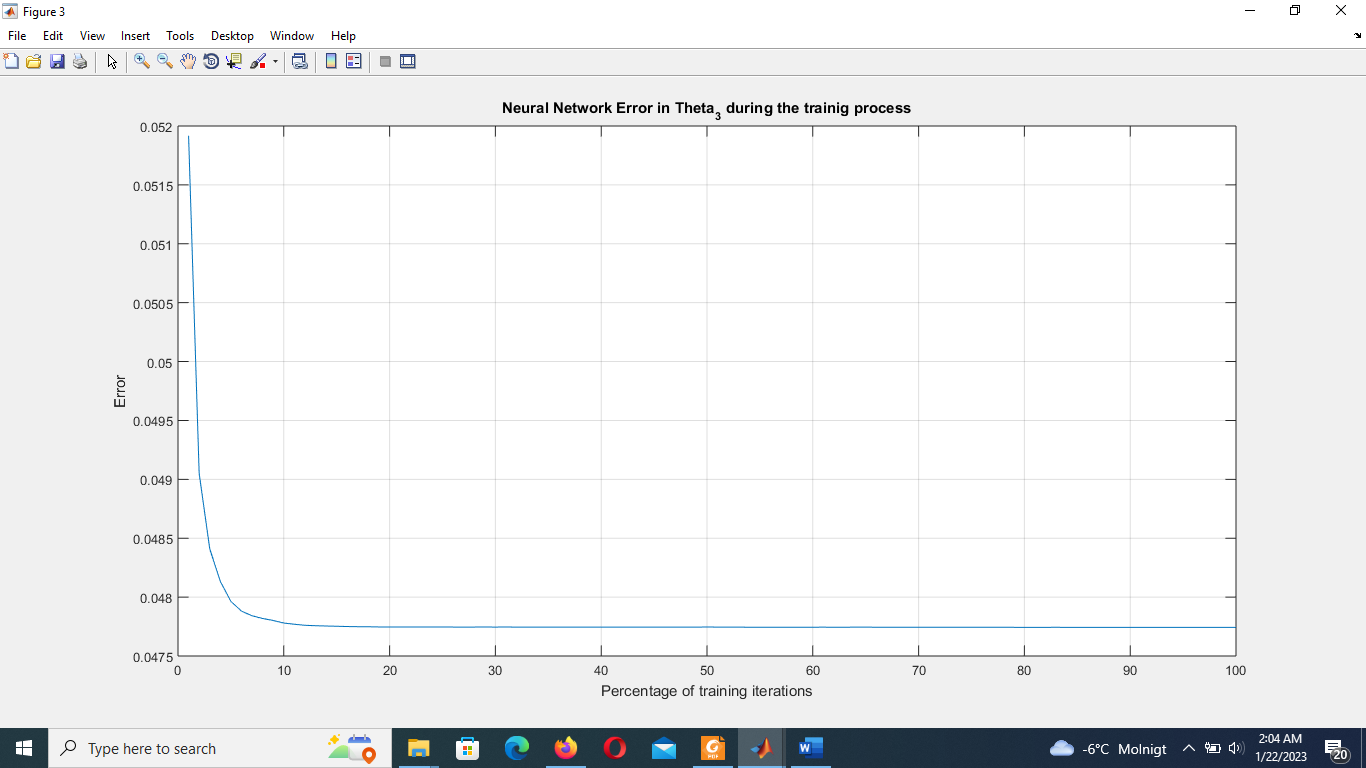 Figure 3
File Edit View Insert Tools Desktop Window Help
Neural Network Error in Theta3 during the trainig process
0.052
0.0515
0.051
0.0505
0.05
0.0495
0.049
0.0485
0.048
0.0475
Error
0 10 20 30 40 50 60 70 80 90 100
Percentage of training iterations
Type here to search
G
PDF
W
-6°C Molnigt
2:04 AM
1/22/2023
20